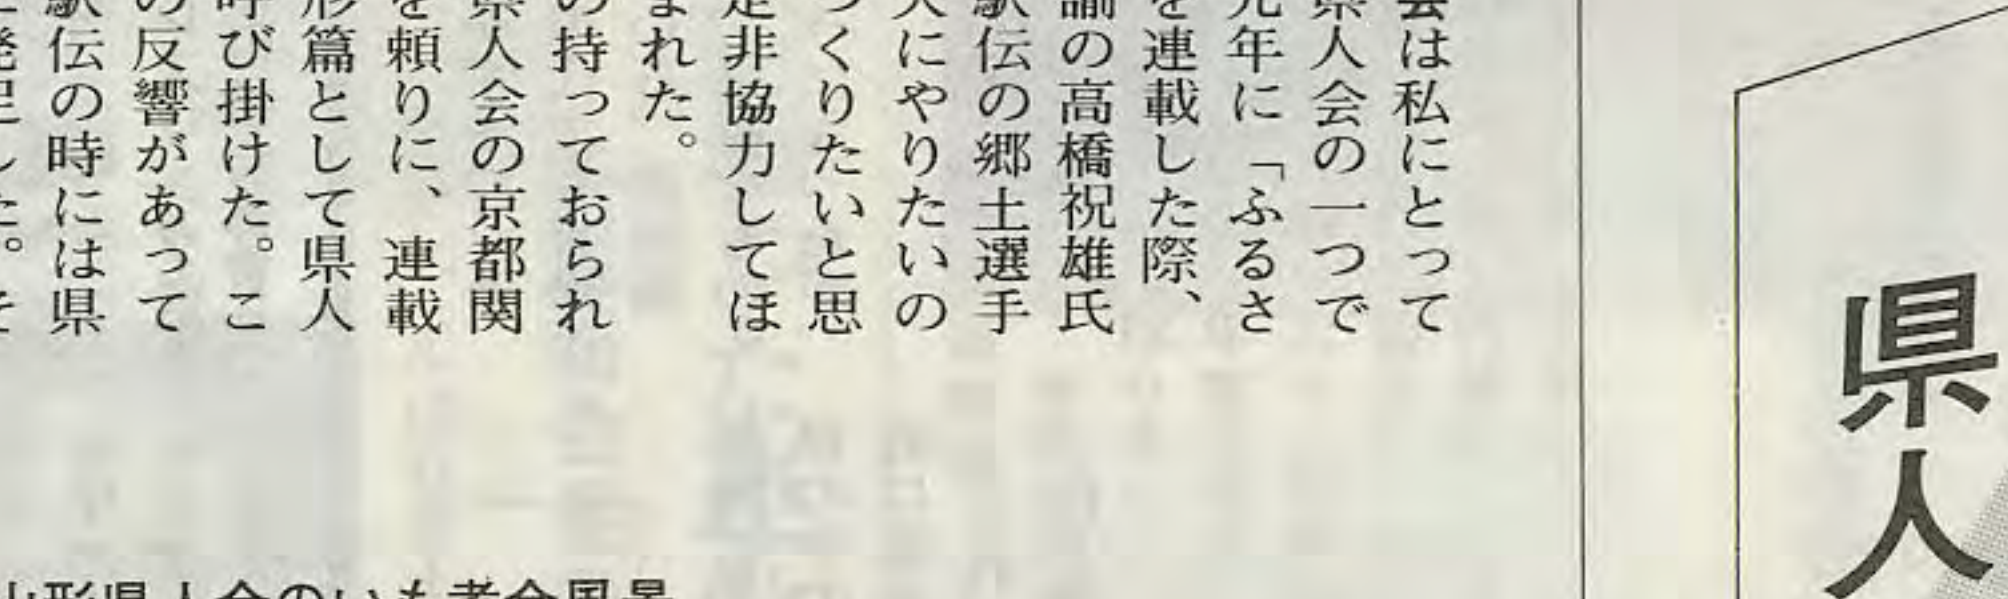 県人
会は私にとって
県人会の一つで
元年に「ふるさ
を連載した際、
諭の高橋祝雄氏
駅伝の郷土選手
大にやりたいの
つくりたいと思
是非協力してほ
まれた。
の持っておられ
県人会の京都関
を頼りに、連載
形篇として県人
呼び掛けた。こ
の反響があって
駅伝の時には県
に発足した。そ
山形県人会のいも煮会風景